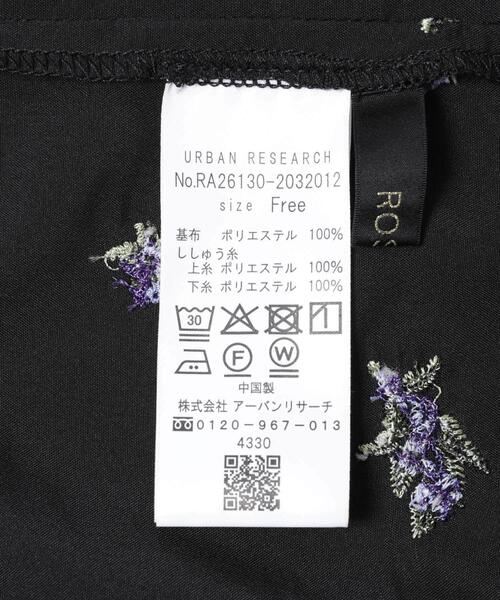 URBAN RESEARCH
No.RA26130-2032012
size Free
基布 ポリエステル 100%
ししゅう糸
上糸 ポリエステル 100%
下糸 ポリエステル 100%
30
F W
中国製
株式会社 アーバンリサーチ
0120-967-013
4330
ROS